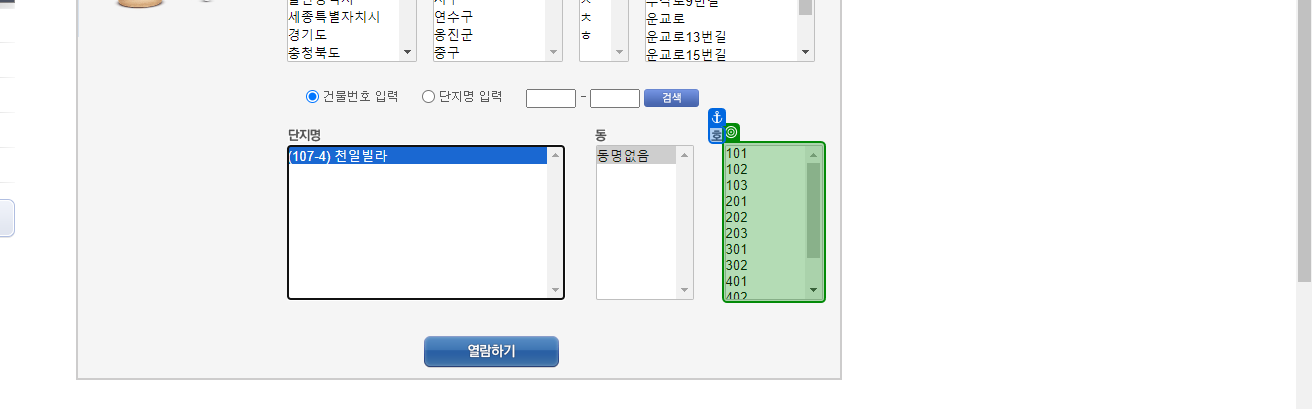 세종특별자치시
경기도
충청북도
연수구
옹진군
중구
ㅊ
ㅎ
운교로
운교로13번길
운교로15번길
건물번호 입력 단지명 입력 - 검색
단지명 동 호
(107-4) 천일빌라
동명없음
101
102
103
201
202
203
301
302
401
402
열람하기